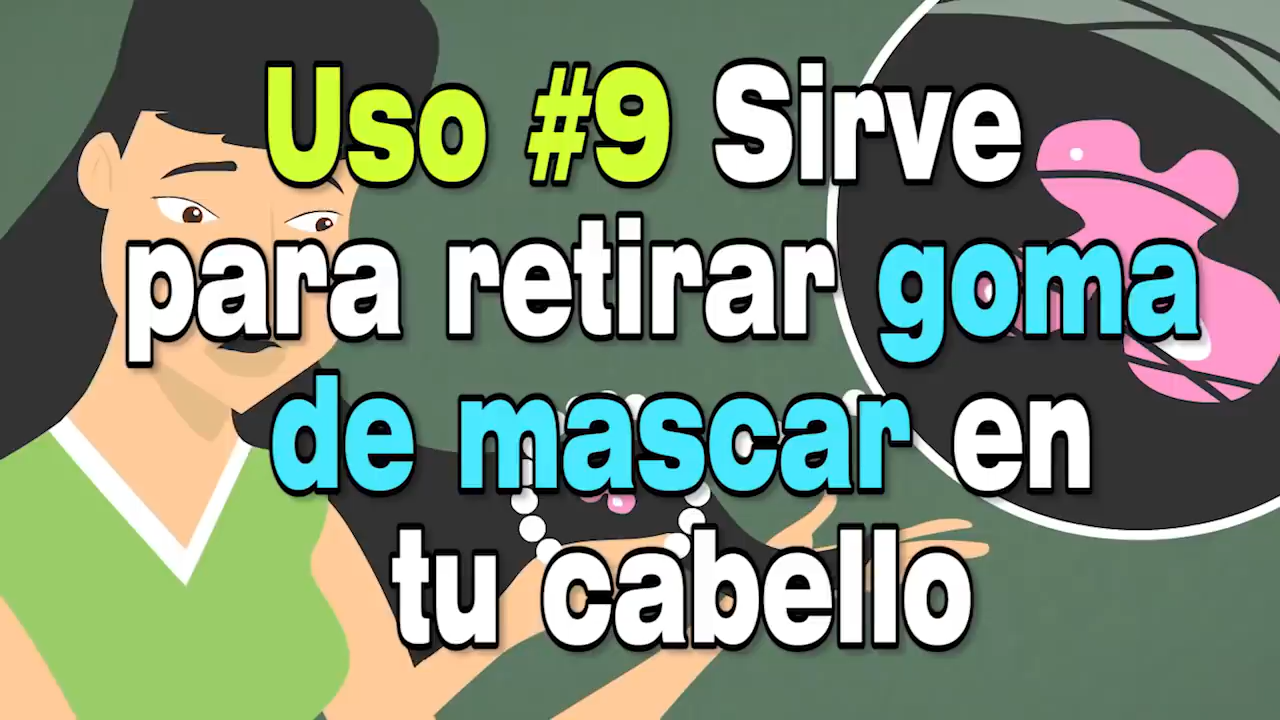 Uso #9 Sirve
para retirar goma
de mascar en
tu cabello